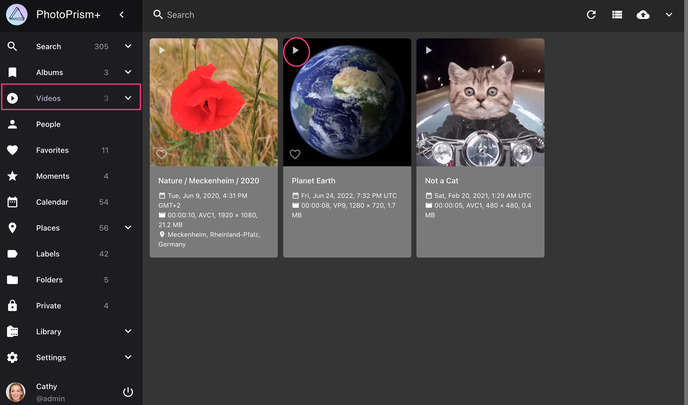 PhotoPrism+
Search
Search 305
Albums 3
Videos 3
People
Favorites 11
Moments 4
Calendar 54
Places 56
Labels 42
Folders 5
Private 4
Library
Settings
Cathy
@admin
Nature / Meckenheim / 2020
Tue, Jun 9, 2020, 4:31 PM
GMT+2
00:00:10, AVC1, 1920 × 1080,
21.2 MB
Meckenheim, Rheinland-Pfalz,
Germany
Planet Earth
Fri, Jun 24, 2022, 7:32 PM UTC
00:00:08, VP9, 1280 × 720, 1.7
MB
Not a Cat
Sat, Feb 20, 2021, 1:29 AM UTC
00:00:05, AVC1, 480 × 480, 0.4
MB